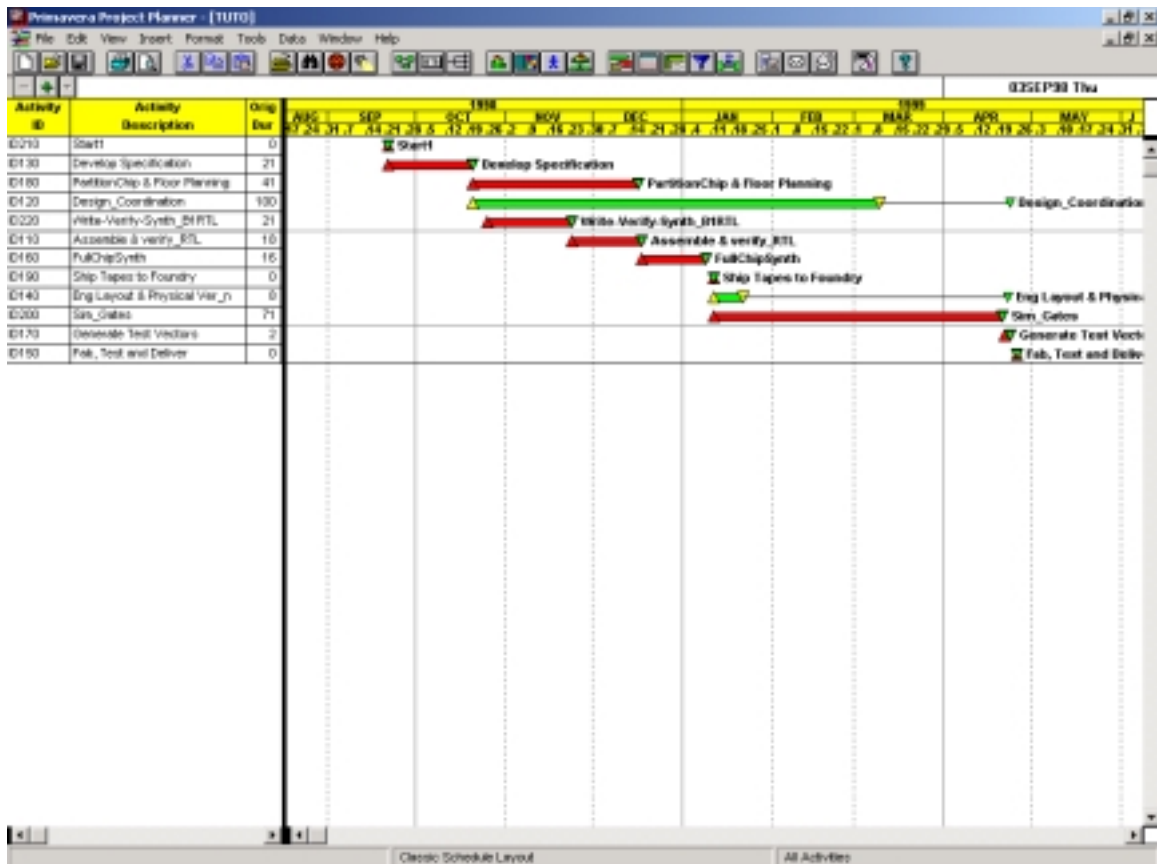 Primavera Project Planner - [TUTO]
File Edit View Insert Format Tools Data Window Help
03SEP98 Thu
Activity ID Activity Description Orig Dur
1998 1999
AUG SEP OCT NOV DEC JAN FEB MAR APR MAY J
ID210 Start1 0 Start1
ID130 Develop Specification 21 Develop Specification
ID180 PartitionChip & Floor Planning 41 PartitionChip & Floor Planning
ID120 Design_Coordination 100 Design_Coordination
ID220 Write-Verify-Synth_B1RTL 21 Write-Verify-Synth_B1RTL
ID110 Assemble & verify_RTL 18 Assemble & verify_RTL
ID160 FullChipSynth 16 FullChipSynth
ID190 Ship Tapes to Foundry 0 Ship Tapes to Foundry
ID140 Eng Layout & Physical Ver_n 8 Eng Layout & Physic
ID200 Sim_Gates 71 Sim_Gates
ID170 Generate Test Vectors 2 Generate Test Vect
ID150 Fab, Test and Deliver 0 Fab, Test and Deliv
Classic Schedule Layout All Activities